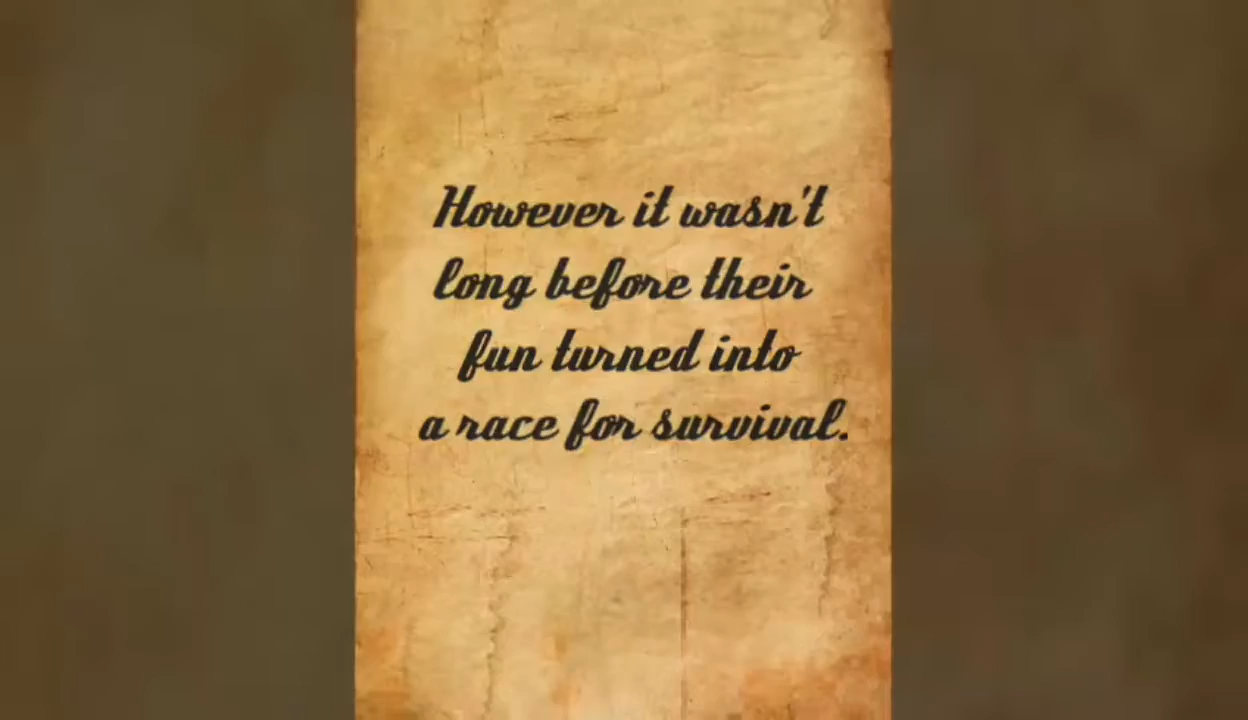 However it wasn't
long before their
fun turned into
a race for survival.